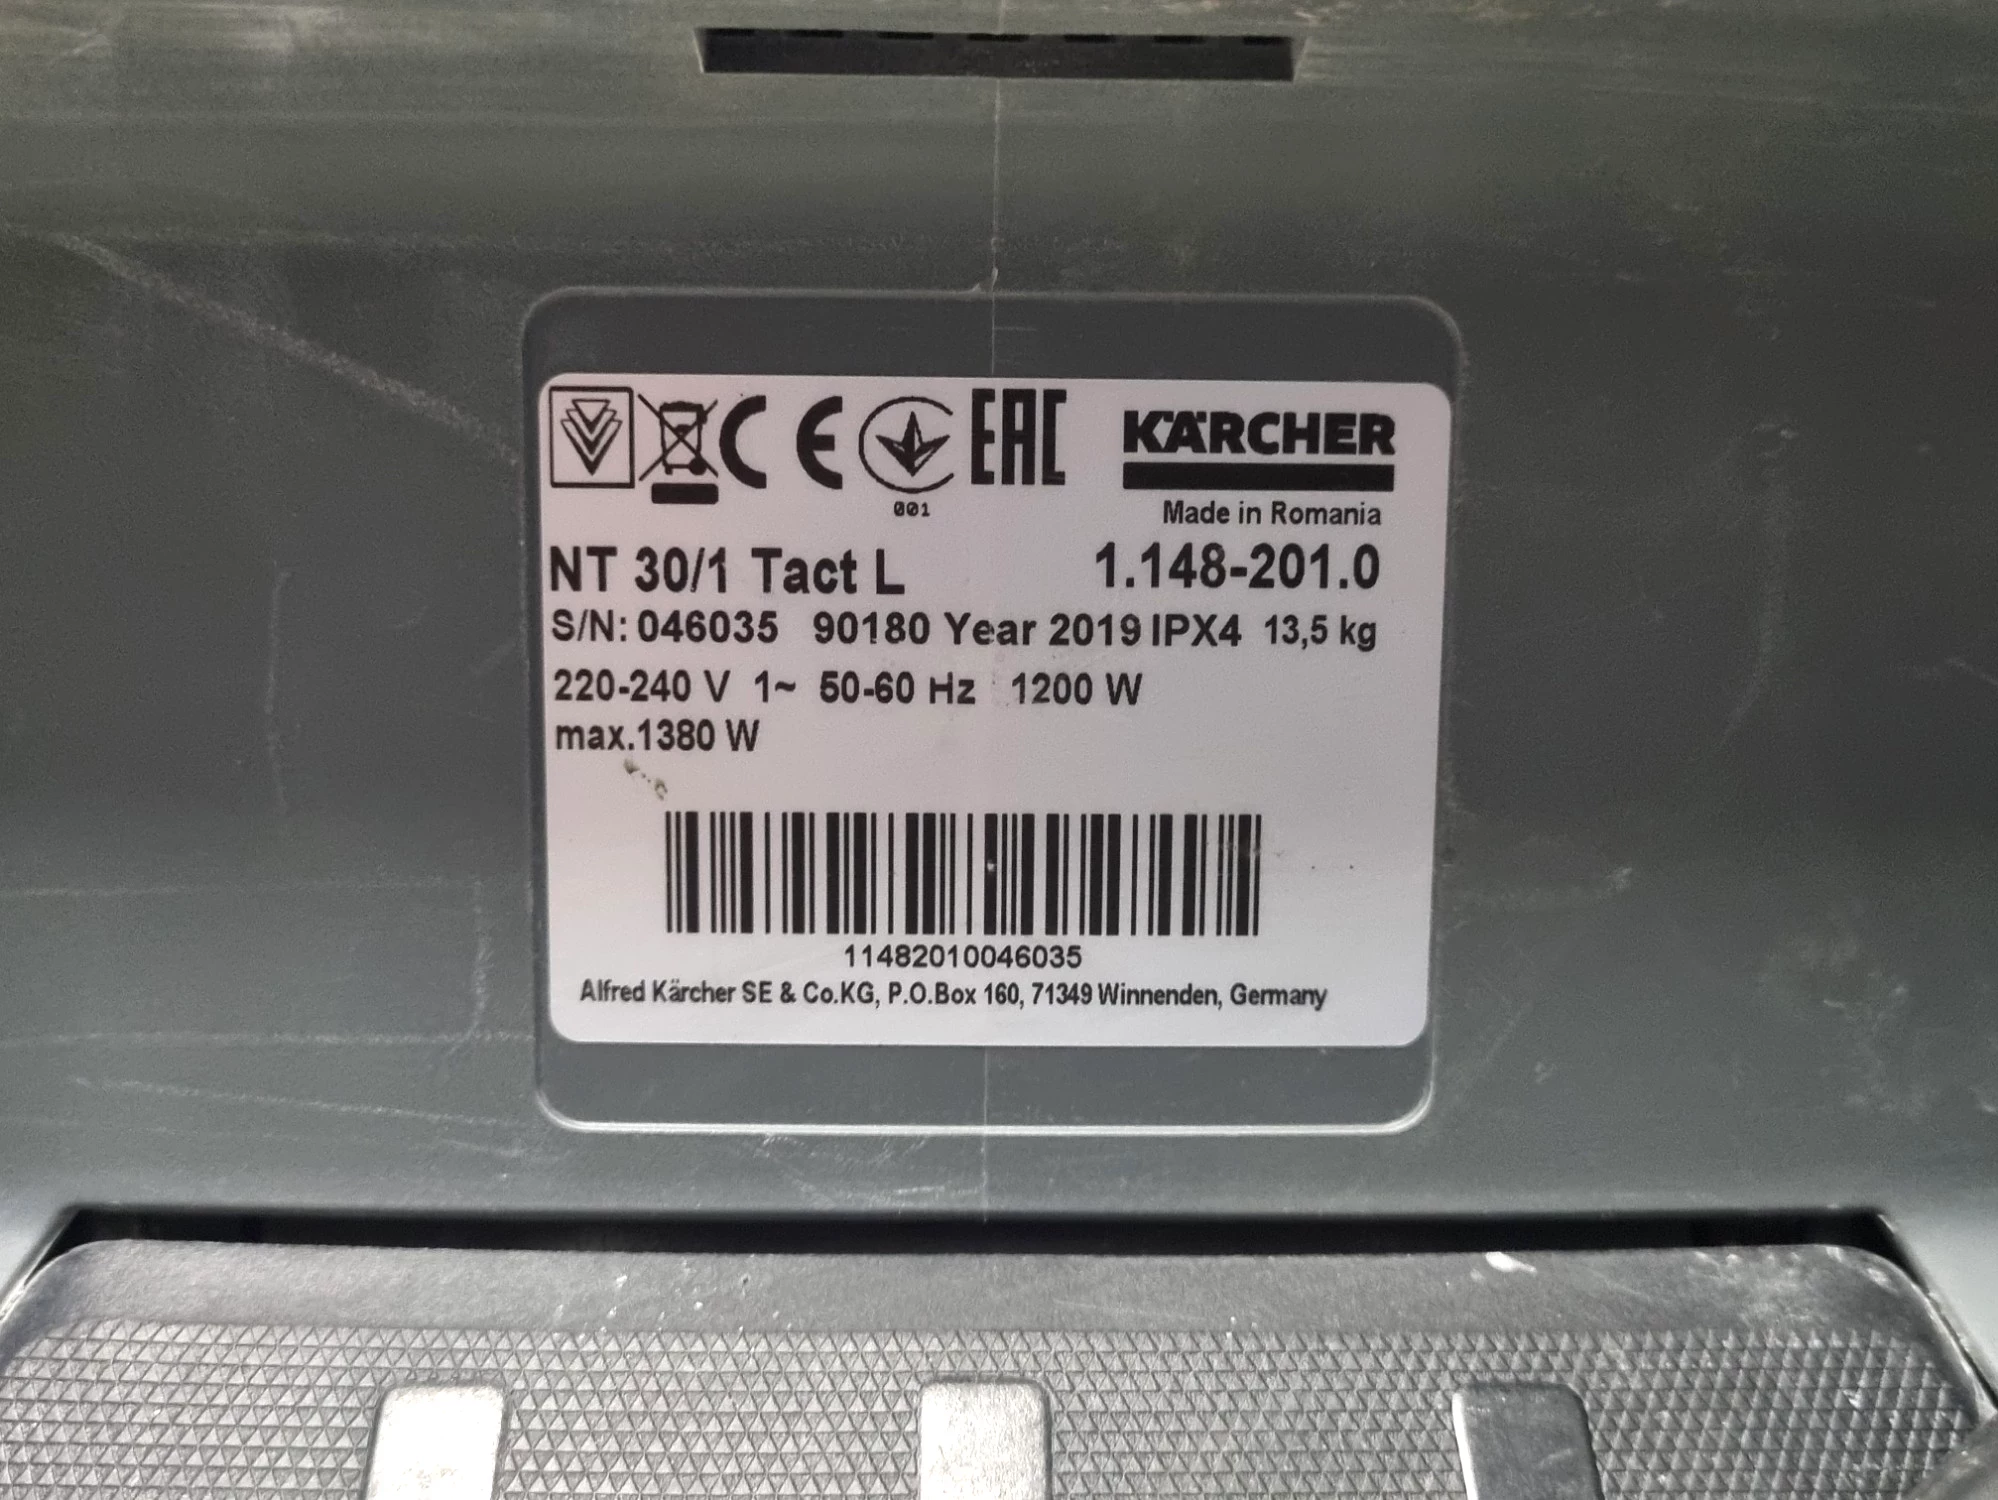 CE EAC KÄRCHER
001
Made in Romania
NT 30/1 Tact L 1.148-201.0
S/N: 046035 90180 Year 2019 IPX4 13,5 kg
220-240 V 1~ 50-60 Hz 1200 W
max.1380 W
11482010046035
Alfred Kärcher SE & Co.KG, P.O.Box 160, 71349 Winnenden, Germany